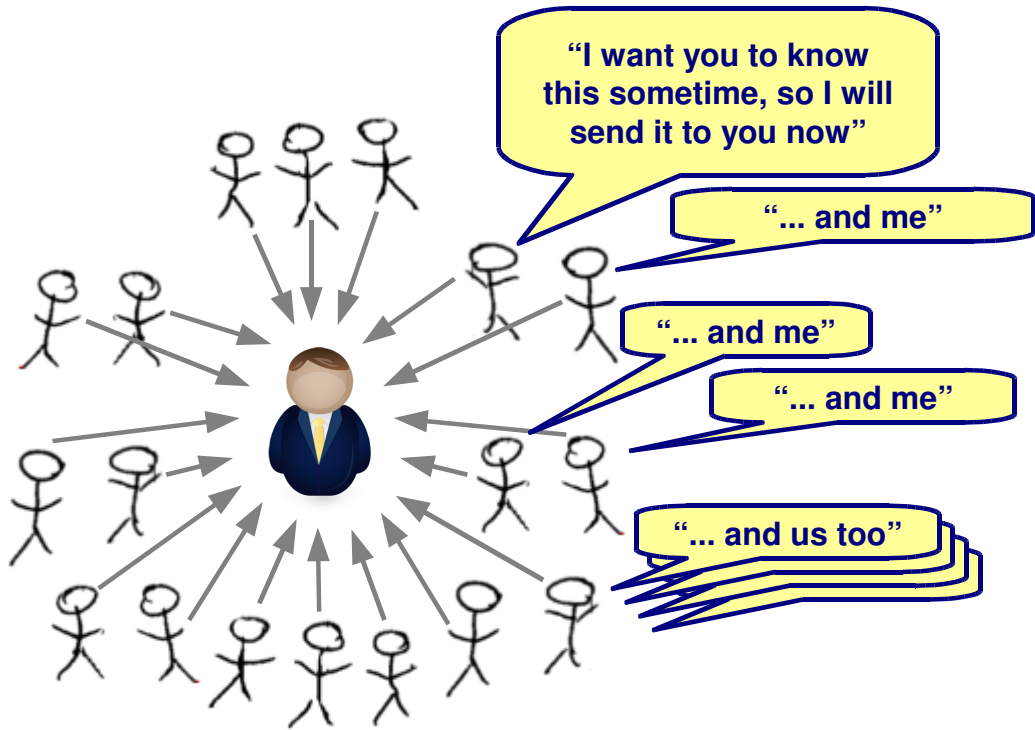 “I want you to know
this sometime, so I will
send it to you now”
“... and me”
“... and me”
“... and me”
“... and us too”